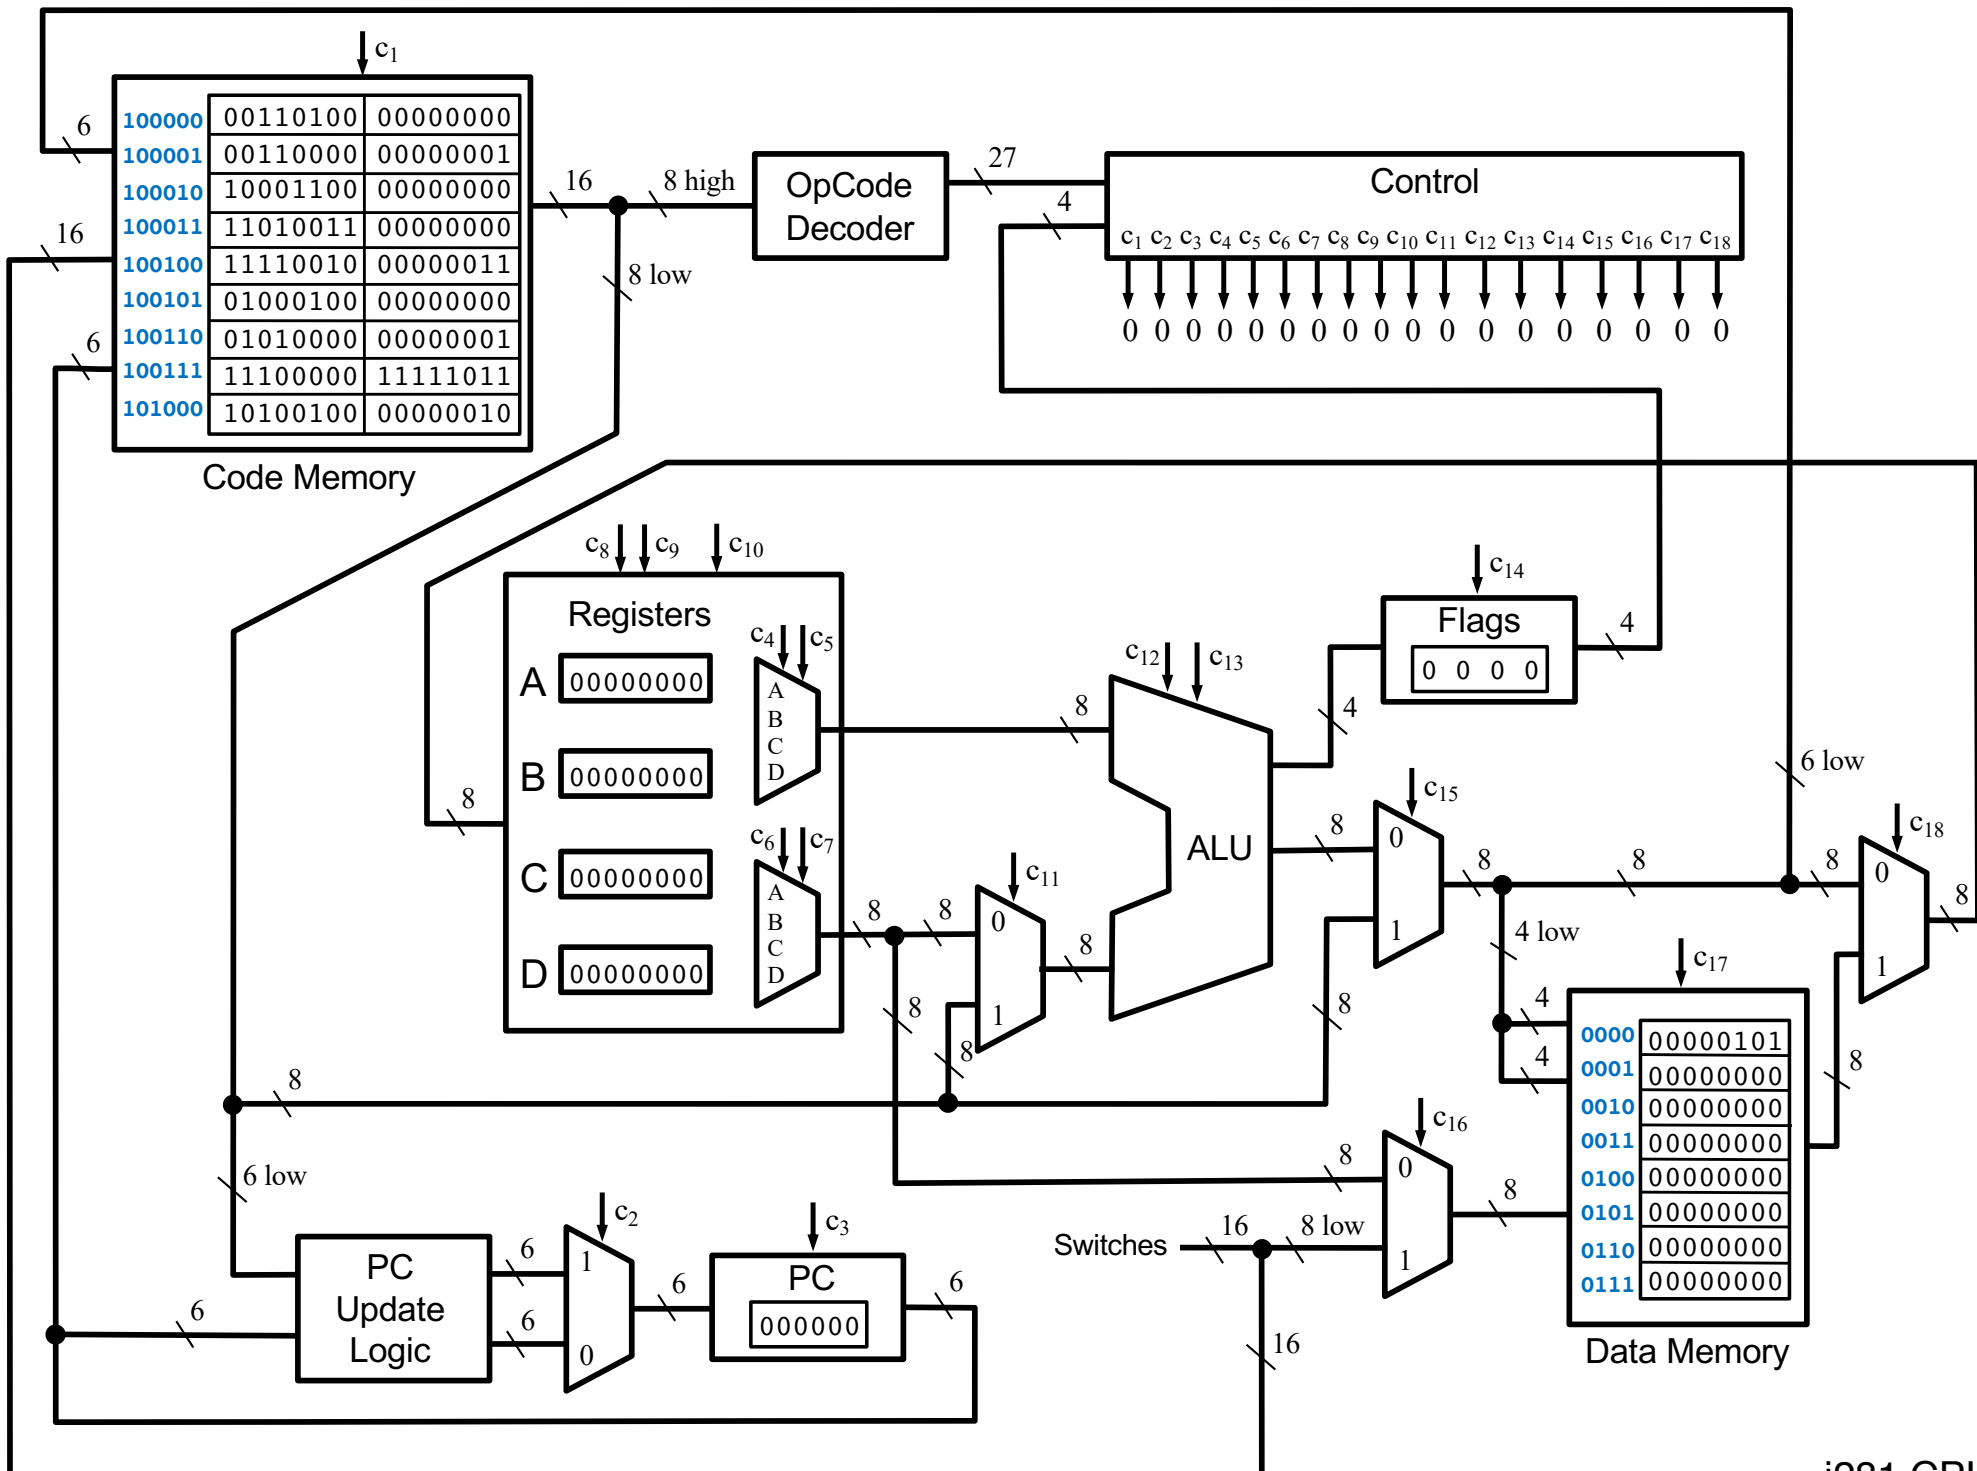 c1
100000 00110100 00000000
100001 00110000 00000001
100010 10001100 00000000
100011 11010011 00000000
100100 11110010 00000011
100101 01000100 00000000
100110 01010000 00000001
100111 11100000 11111011
101000 10100100 00000010
Code Memory
6
16
6
16
8 high
8 low
OpCode
Decoder
27
4
Control
c1 c2 c3 c4 c5 c6 c7 c8 c9 c10 c11 c12 c13 c14 c15 c16 c17 c18
0 0 0 0 0 0 0 0 0 0 0 0 0 0 0 0 0 0
c8 c9 c10
Registers
A 00000000
B 00000000
C 00000000
D 00000000
8
c4 c5
A
B
C
D
c6 c7
A
B
C
D
8
8
8
8
c11
0
1
8
8
c12 c13
ALU
c14
Flags
0 0 0 0
4
4
8
c15
0
1
8
8
8
6 low
8
c18
0
1
8
4 low
4
4
c17
0000 00000101
0001 00000000
0010 00000000
0011 00000000
0100 00000000
0101 00000000
0110 00000000
0111 00000000
Data Memory
8
8
6 low
PC
Update
Logic
6
6
6
c2
1
0
6
c3
PC
000000
6
Switches
16
8 low
16
8
c16
0
1
8